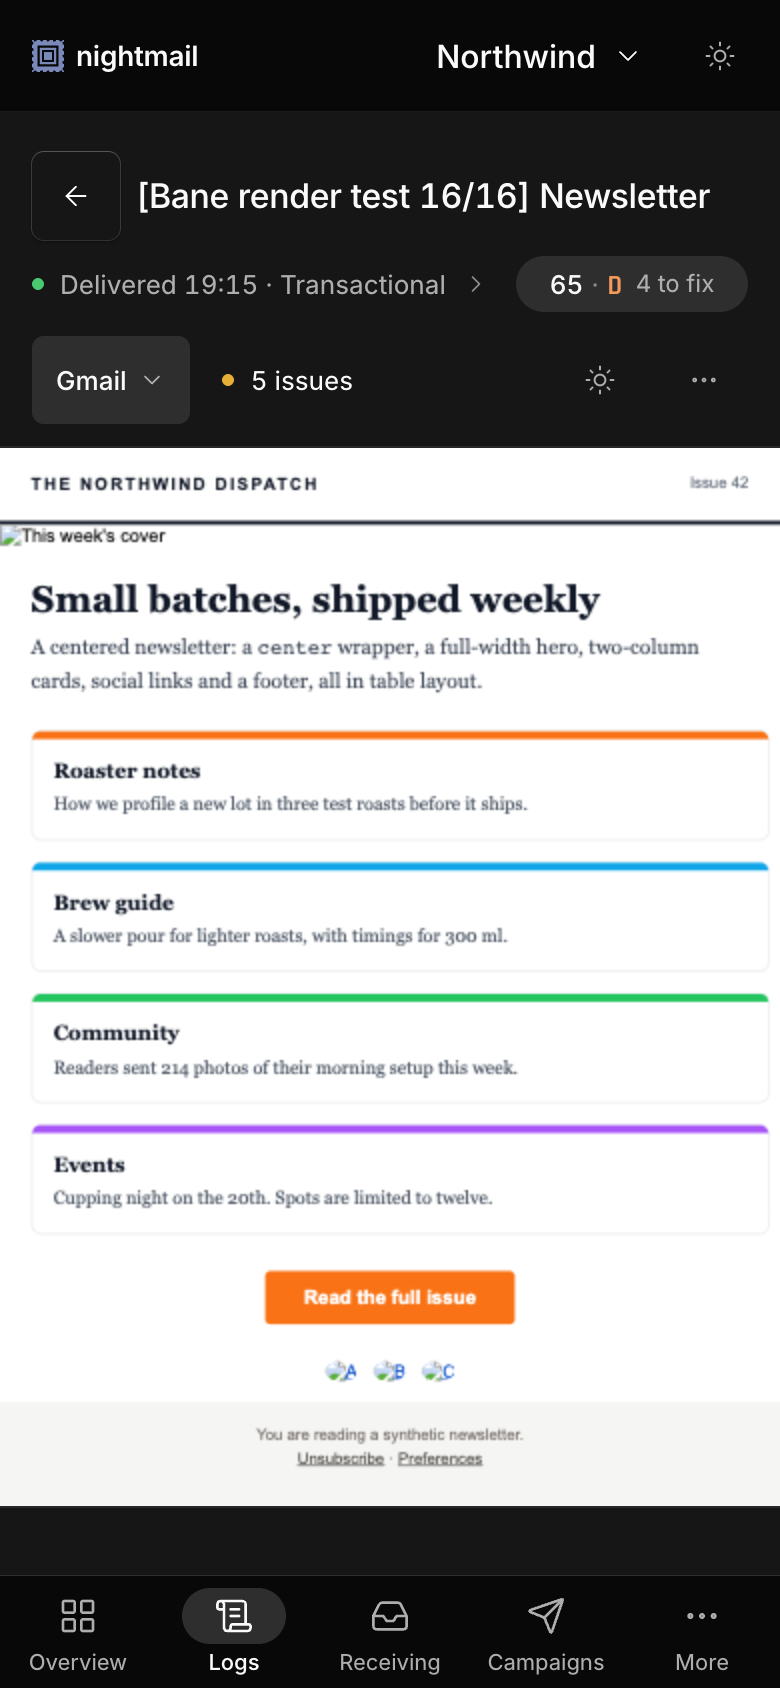 nightmail
Northwind
[Bane render test 16/16] Newsletter
Delivered 19:15 · Transactional
65 · D 4 to fix
Gmail
5 issues
THE NORTHWIND DISPATCH
Issue 42
This week's cover
Small batches, shipped weekly
A centered newsletter: a center wrapper, a full-width hero, two-column
cards, social links and a footer, all in table layout.
Roaster notes
How we profile a new lot in three test roasts before it ships.
Brew guide
A slower pour for lighter roasts, with timings for 300 ml.
Community
Readers sent 214 photos of their morning setup this week.
Events
Cupping night on the 20th. Spots are limited to twelve.
Read the full issue
A B C
You are reading a synthetic newsletter.
Unsubscribe · Preferences
Overview Logs Receiving Campaigns More